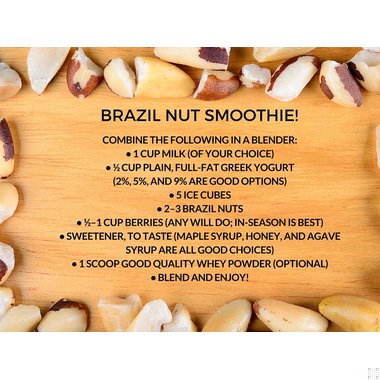 BRAZIL NUT SMOOTHIE!
COMBINE THE FOLLOWING IN A BLENDER:
• 1 CUP MILK (OF YOUR CHOICE)
• ½ CUP PLAIN, FULL-FAT GREEK YOGURT
(2%, 5%, AND 9% ARE GOOD OPTIONS)
• 5 ICE CUBES
• 2–3 BRAZIL NUTS
• ½–1 CUP BERRIES (ANY WILL DO; IN-SEASON IS BEST)
• SWEETENER, TO TASTE (MAPLE SYRUP, HONEY, AND AGAVE
SYRUP ARE ALL GOOD CHOICES)
• 1 SCOOP GOOD QUALITY WHEY POWDER (OPTIONAL)
• BLEND AND ENJOY!